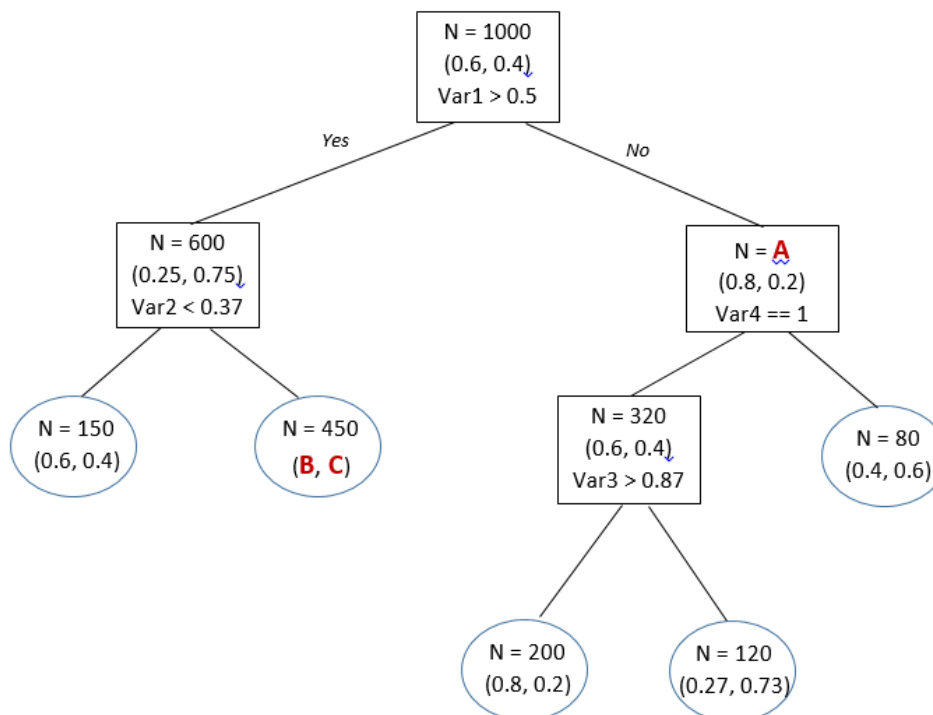 N = 1000
(0.6, 0.4)
Var1 > 0.5
Yes
No
N = 600
(0.25, 0.75)
Var2 < 0.37
N = A
(0.8, 0.2)
Var4 == 1
N = 150
(0.6, 0.4)
N = 450
(B, C)
N = 320
(0.6, 0.4)
Var3 > 0.87
N = 80
(0.4, 0.6)
N = 200
(0.8, 0.2)
N = 120
(0.27, 0.73)